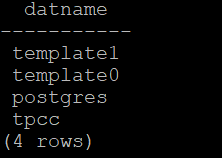 datname
-----------
template1
template0
postgres
tpcc
(4 rows)